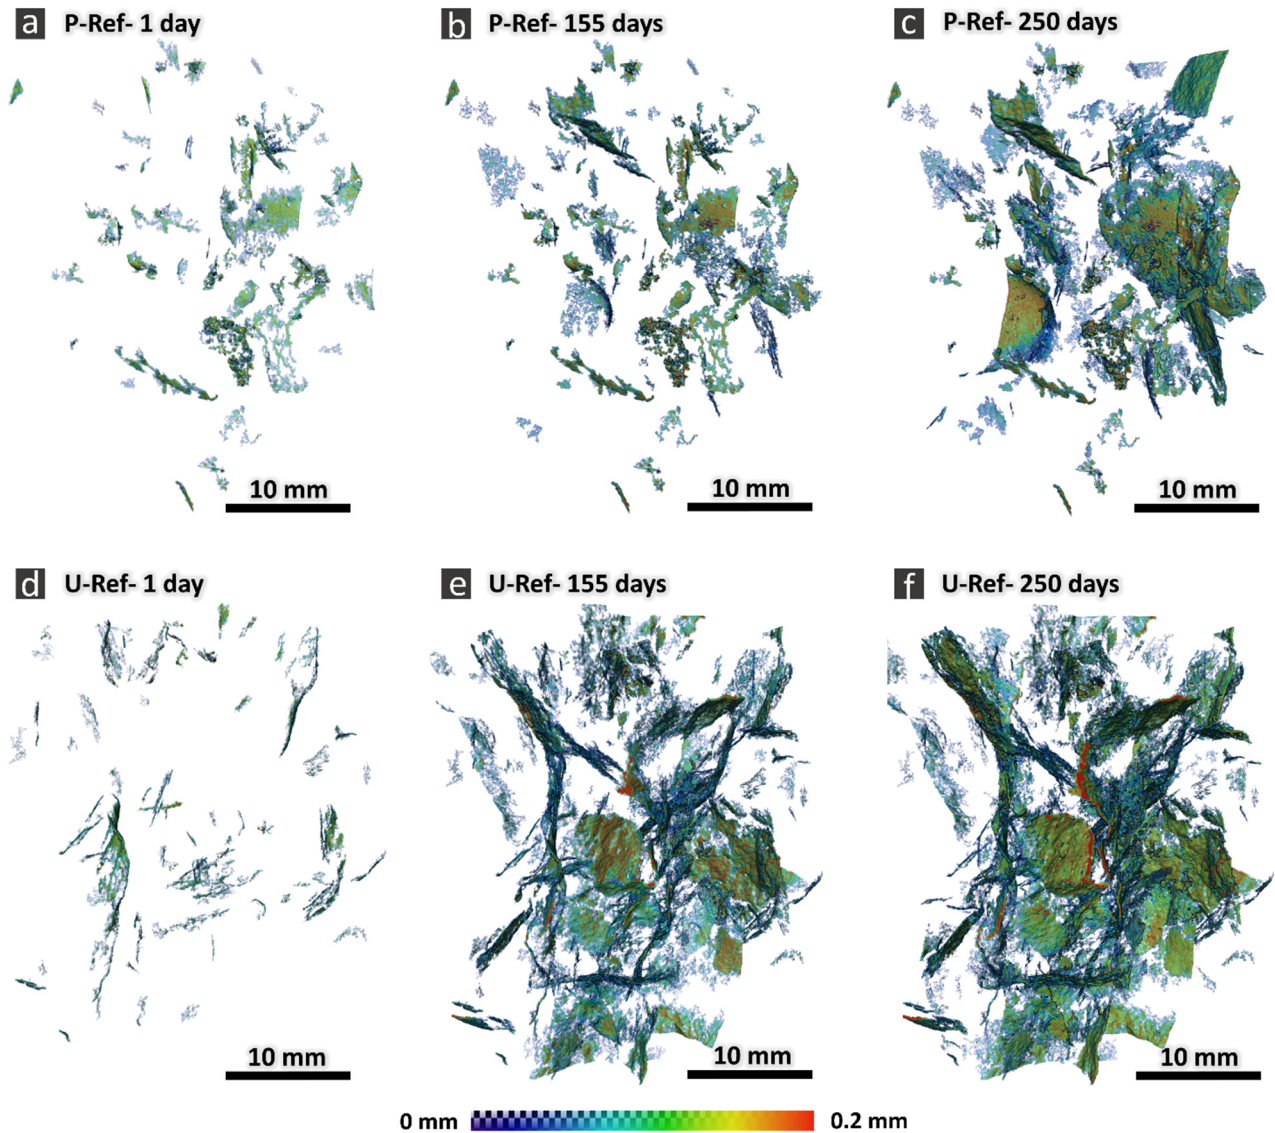 a P-Ref- 1 day
b P-Ref- 155 days
c P-Ref- 250 days
10 mm
10 mm
10 mm
d U-Ref- 1 day
e U-Ref- 155 days
f U-Ref- 250 days
10 mm
10 mm
10 mm
0 mm 0.2 mm